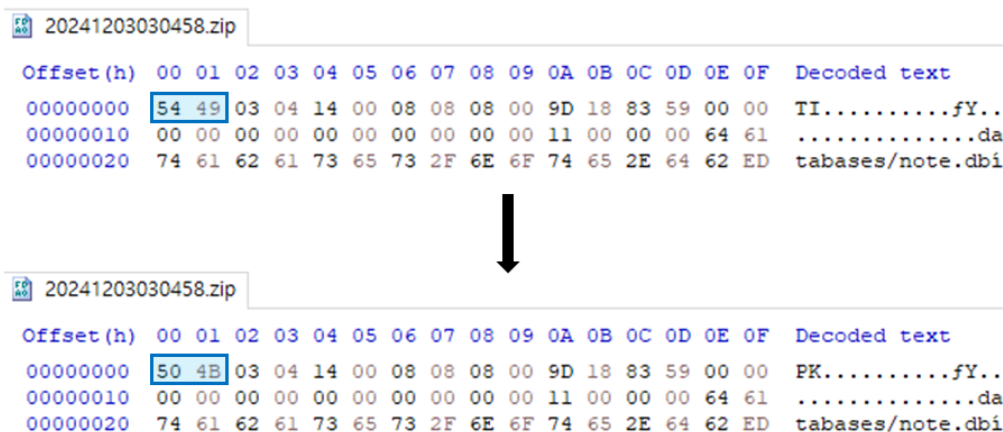 20241203030458.zip
Offset(h) 00 01 02 03 04 05 06 07 08 09 0A 0B 0C 0D 0E 0F Decoded text
00000000 54 49 03 04 14 00 08 08 08 00 9D 18 83 59 00 00 TI..........ƒY..
00000010 00 00 00 00 00 00 00 00 00 00 11 00 00 00 64 61 ..............da
00000020 74 61 62 61 73 65 73 2F 6E 6F 74 65 2E 64 62 ED tabases/note.dbí
20241203030458.zip
Offset(h) 00 01 02 03 04 05 06 07 08 09 0A 0B 0C 0D 0E 0F Decoded text
00000000 50 4B 03 04 14 00 08 08 08 00 9D 18 83 59 00 00 PK..........ƒY..
00000010 00 00 00 00 00 00 00 00 00 00 11 00 00 00 64 61 ..............da
00000020 74 61 62 61 73 65 73 2F 6E 6F 74 65 2E 64 62 ED tabases/note.dbí